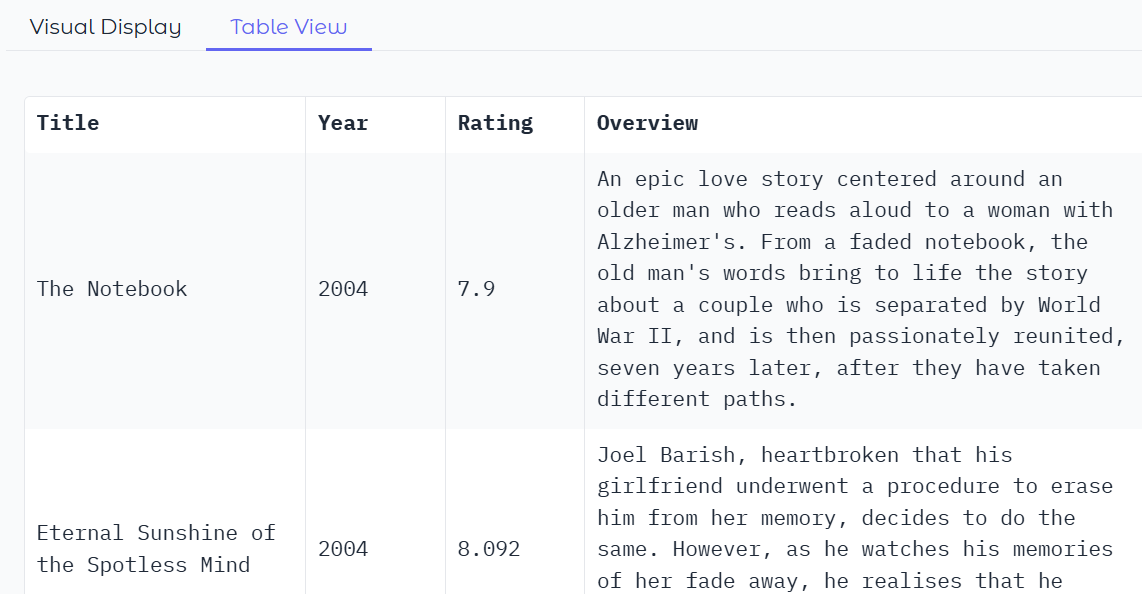 Visual Display Table View
Title Year Rating Overview
The Notebook 2004 7.9
An epic love story centered around an
older man who reads aloud to a woman with
Alzheimer's. From a faded notebook, the
old man's words bring to life the story
about a couple who is separated by World
War II, and is then passionately reunited,
seven years later, after they have taken
different paths.
Eternal Sunshine of
the Spotless Mind
2004 8.092
Joel Barish, heartbroken that his
girlfriend underwent a procedure to erase
him from her memory, decides to do the
same. However, as he watches his memories
of her fade away, he realises that he